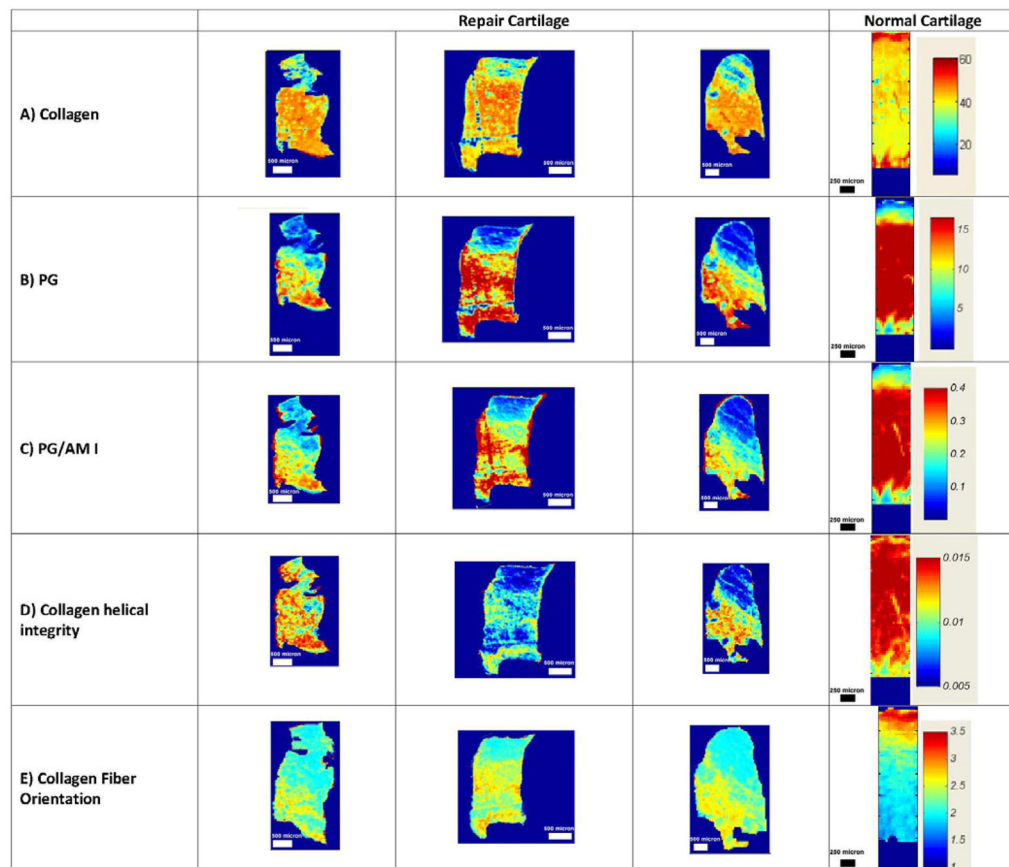 Repair Cartilage Normal Cartilage
A) Collagen
500 micron
500 micron
500 micron
250 micron
60
40
20
B) PG
500 micron
500 micron
500 micron
250 micron
15
10
5
C) PG/AM I
500 micron
500 micron
500 micron
250 micron
0.4
0.3
0.2
0.1
D) Collagen helical
integrity
500 micron
500 micron
500 micron
250 micron
0.015
0.01
0.005
E) Collagen Fiber
Orientation
500 micron
500 micron
500 micron
250 micron
3.5
3
2.5
2
1.5
1